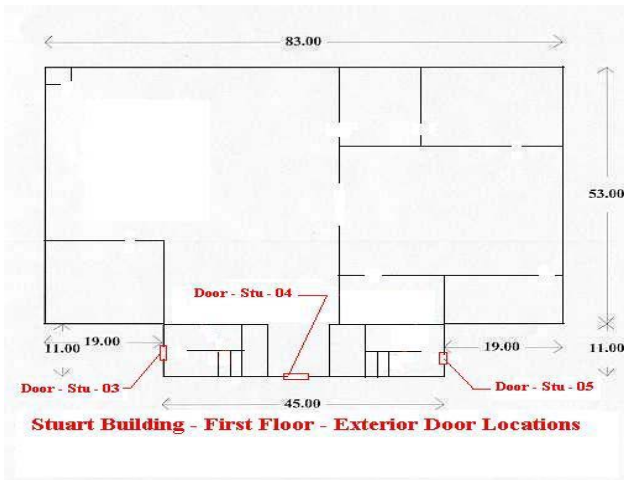 83.00
53.00
Door - Stu - 04
11.00
19.00
19.00
11.00
Door - Stu - 03
Door - Stu - 05
45.00
Stuart Building - First Floor - Exterior Door Locations